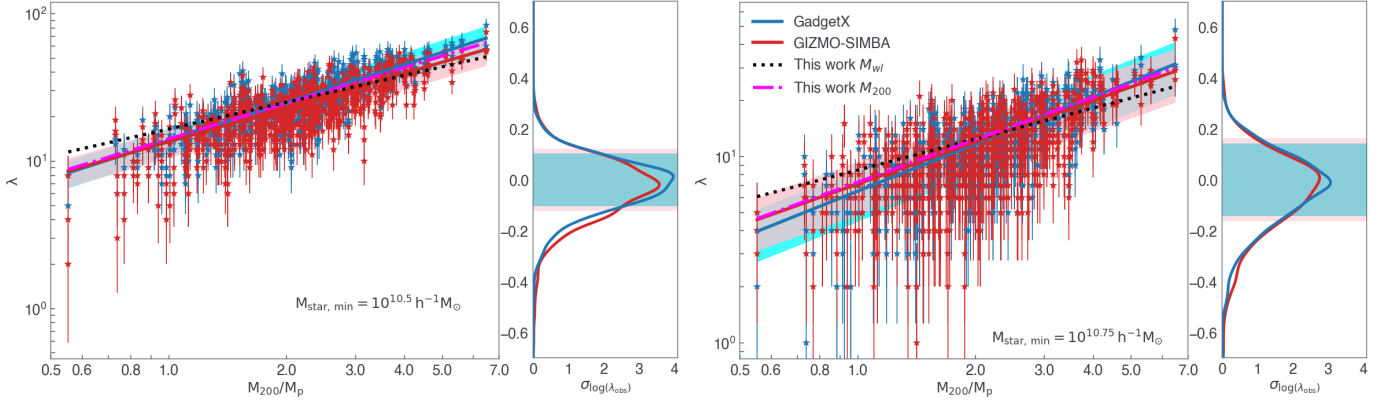 10²
10¹
10⁰
λ
0.5 0.6 0.8 1.0 2.0 3.0 4.0 5.0 7.0
M₂₀₀/Mₚ
M_star, min = 10^10.5 h⁻¹M⊙
0.6
0.4
0.2
0.0
−0.2
−0.4
−0.6
0 1 2 3 4
σ_log(λ_obs)
GadgetX
GIZMO-SIMBA
This work M_wl
This work M₂₀₀
10¹
10⁰
λ
0.5 0.6 0.8 1.0 2.0 3.0 4.0 5.0 7.0
M₂₀₀/Mₚ
M_star, min = 10^10.75 h⁻¹M⊙
0.6
0.4
0.2
0.0
−0.2
−0.4
−0.6
0 1 2 3 4
σ_log(λ_obs)